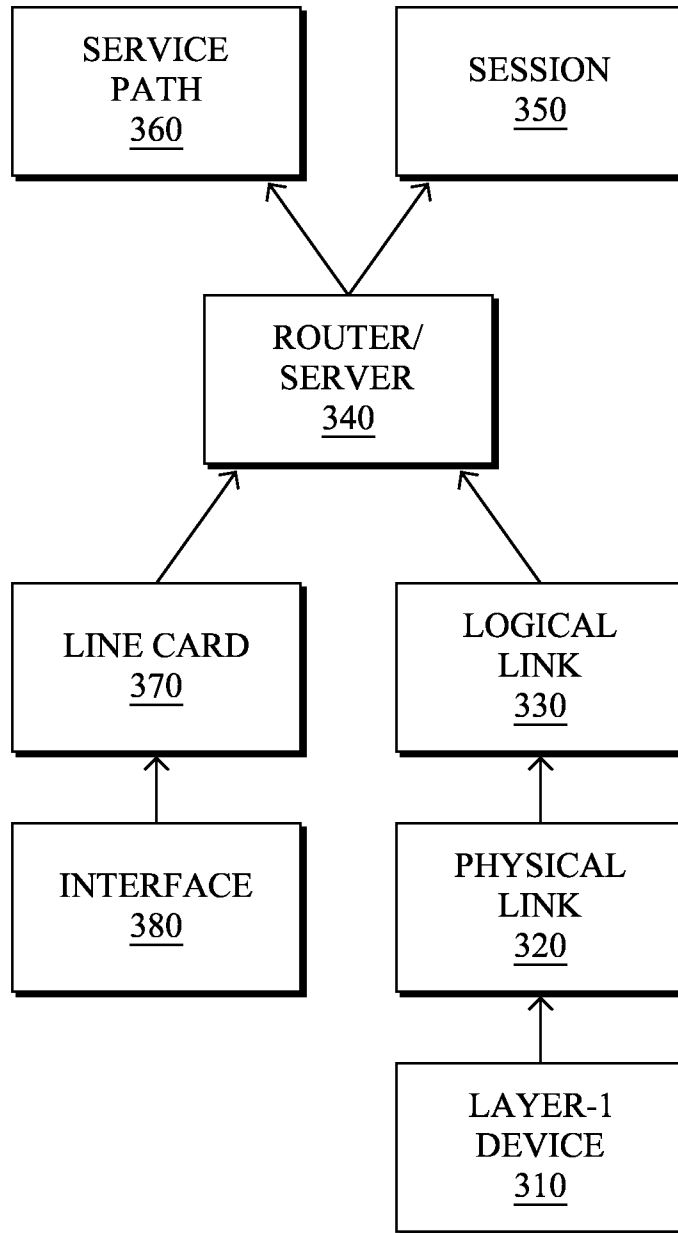 SERVICE
PATH
360
SESSION
350
ROUTER/
SERVER
340
LINE CARD
370
LOGICAL
LINK
330
INTERFACE
380
PHYSICAL
LINK
320
LAYER-1
DEVICE
310